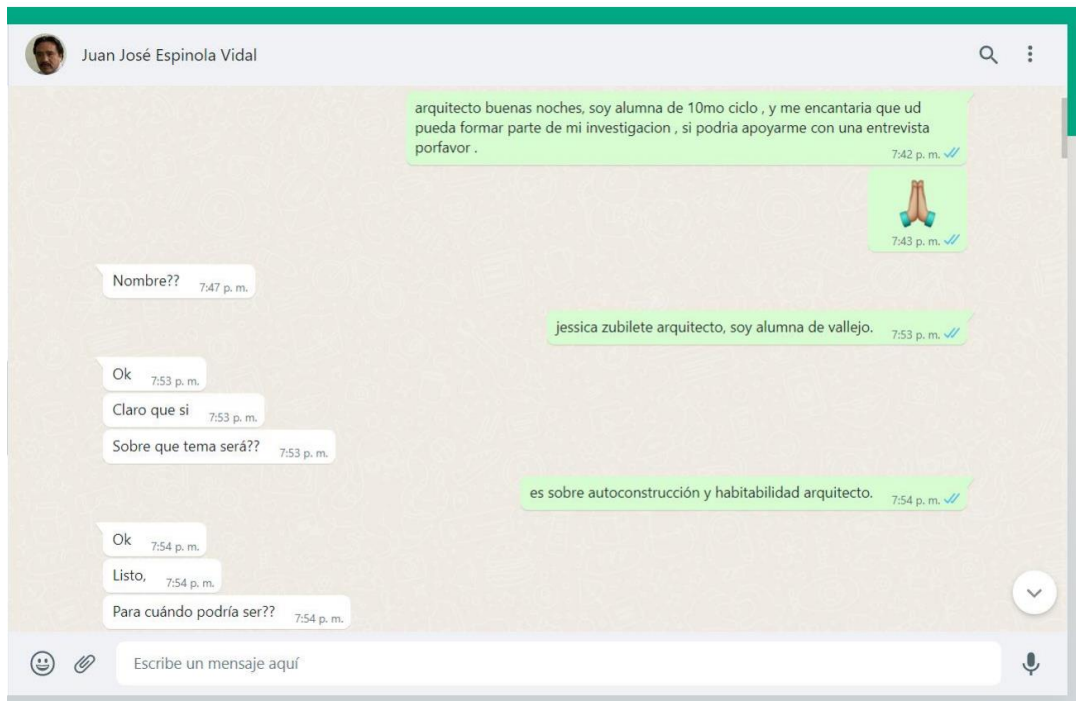 Juan José Espinola Vidal
arquitecto buenas noches, soy alumna de 10mo ciclo , y me encantaria que ud
pueda formar parte de mi investigacion , si podria apoyarme con una entrevista
porfavor .
7:42 p. m.
7:43 p. m.
Nombre?? 7:47 p. m.
jessica zubilete arquitecto, soy alumna de vallejo. 7:53 p. m.
Ok 7:53 p. m.
Claro que si 7:53 p. m.
Sobre que tema será?? 7:53 p. m.
es sobre autoconstrucción y habitabilidad arquitecto. 7:54 p. m.
Ok 7:54 p. m.
Listo, 7:54 p. m.
Para cuándo podría ser?? 7:54 p. m.
Escribe un mensaje aquí